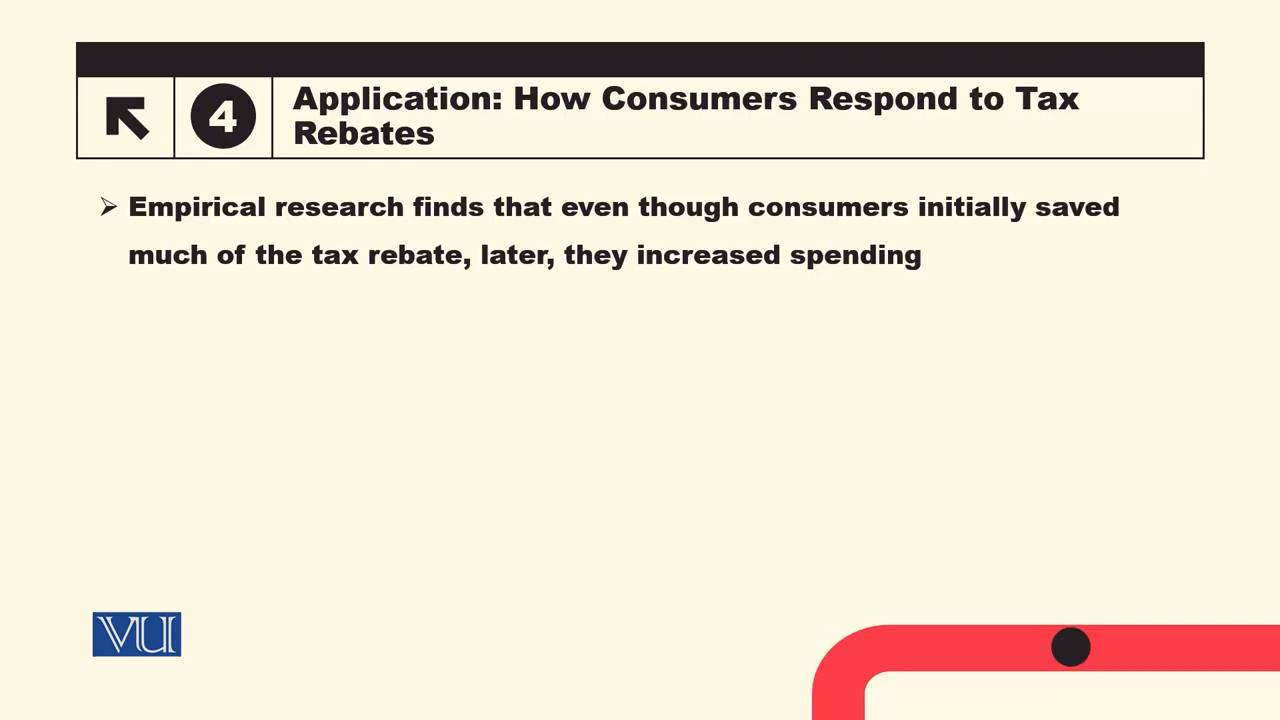 4
Application: How Consumers Respond to Tax
Rebates
➢ Empirical research finds that even though consumers initially saved
much of the tax rebate, later, they increased spending
VU